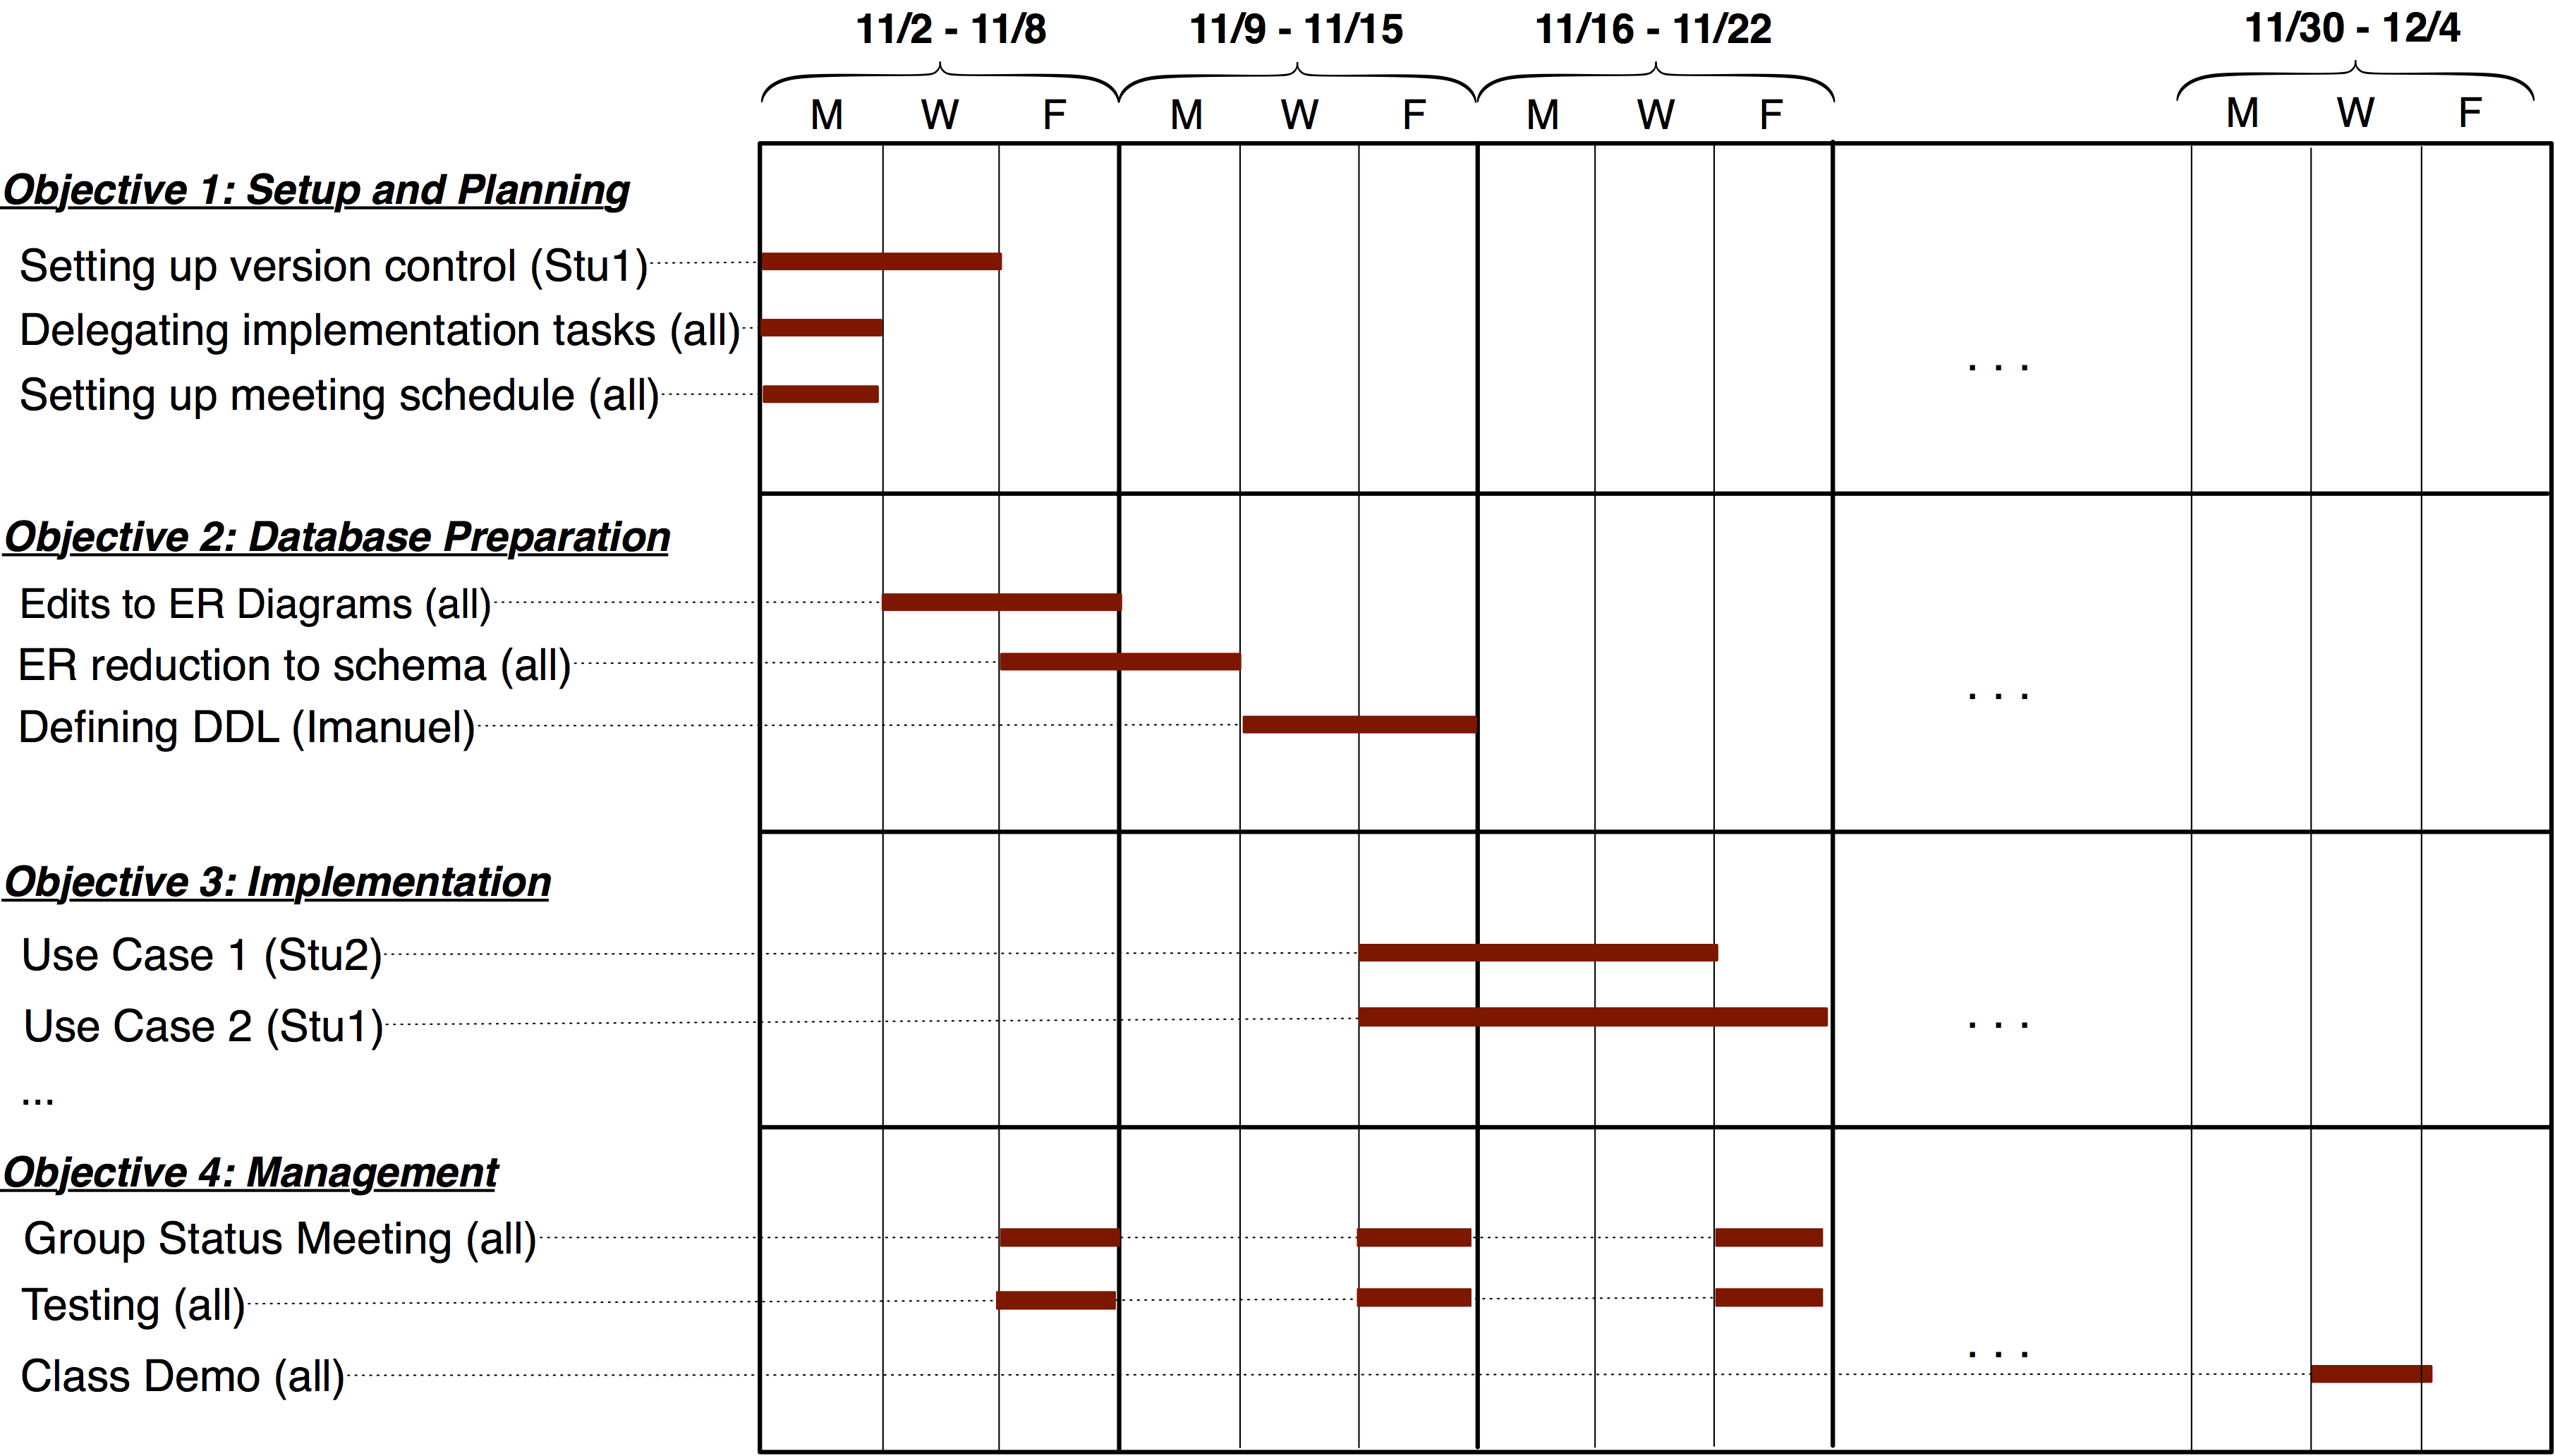 11/2 - 11/8 11/9 - 11/15 11/16 - 11/22 11/30 - 12/4
M W F M W F M W F M W F
Objective 1: Setup and Planning
Setting up version control (Stu1)
Delegating implementation tasks (all)
Setting up meeting schedule (all)
. . .
Objective 2: Database Preparation
Edits to ER Diagrams (all)
ER reduction to schema (all)
. . .
Defining DDL (Imanuel)
Objective 3: Implementation
Use Case 1 (Stu2)
Use Case 2 (Stu1)
. . .
...
Objective 4: Management
Group Status Meeting (all)
Testing (all)
. . .
Class Demo (all)